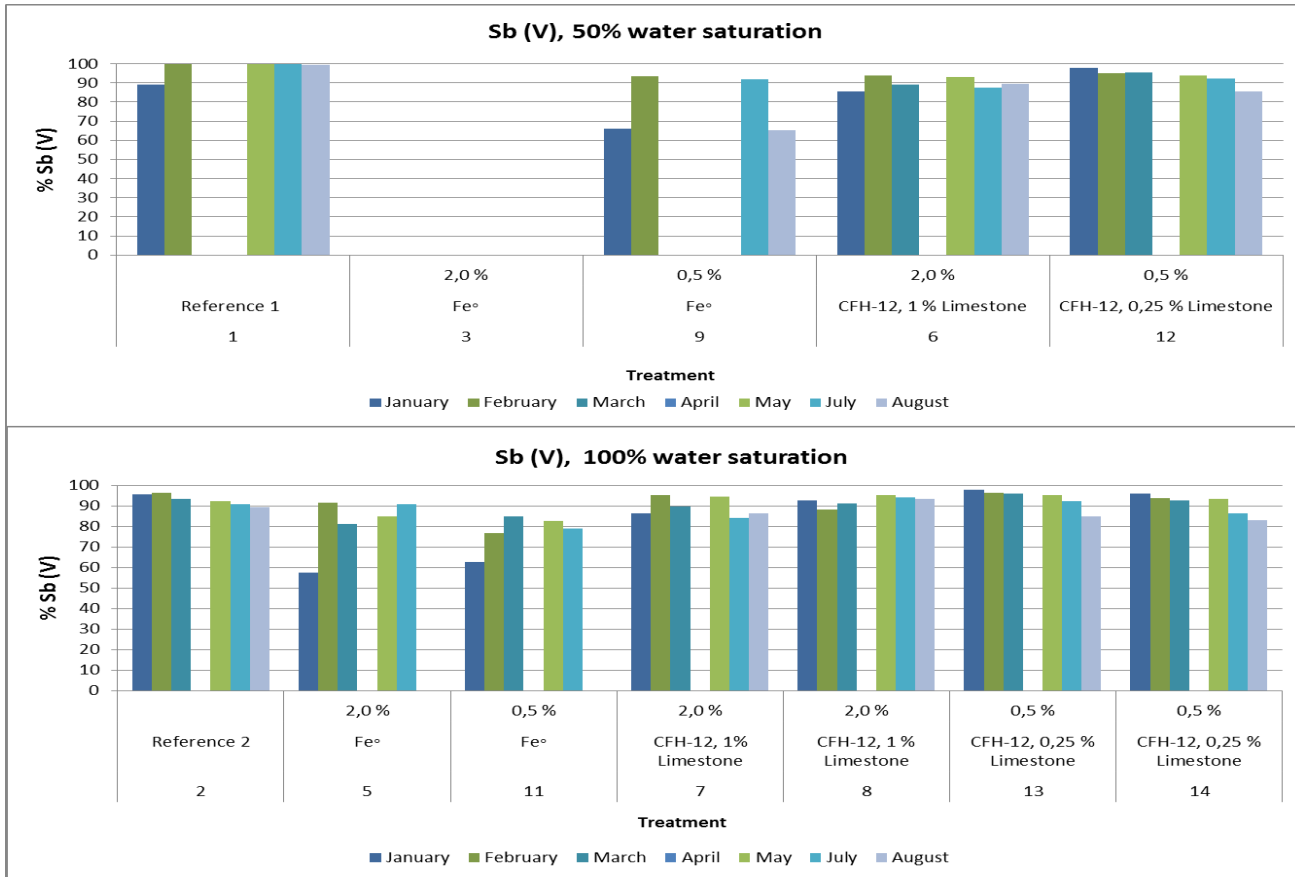 Sb (V), 50% water saturation
% Sb (V)
100
90
80
70
60
50
40
30
20
10
0
2,0 % 0,5 % 2,0 % 0,5 %
Reference 1 Fe° Fe° CFH-12, 1 % Limestone CFH-12, 0,25 % Limestone
1 3 9 6 12
Treatment
January February March April May July August
Sb (V), 100% water saturation
% Sb (V)
100
90
80
70
60
50
40
30
20
10
0
2,0 % 0,5 % 2,0 % 2,0 % 0,5 % 0,5 %
Reference 2 Fe° Fe° CFH-12, 1% CFH-12, 1 % CFH-12, 0,25 % CFH-12, 0,25 %
Limestone Limestone Limestone Limestone
2 5 11 7 8 13 14
Treatment
January February March April May July August